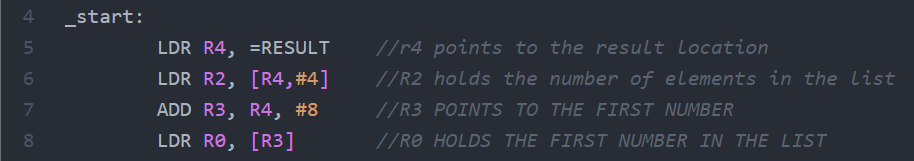 4 _start:
5 LDR R4, =RESULT //r4 points to the result location
6 LDR R2, [R4,#4] //R2 holds the number of elements in the list
7 ADD R3, R4, #8 //R3 POINTS TO THE FIRST NUMBER
8 LDR R0, [R3] //R0 HOLDS THE FIRST NUMBER IN THE LIST